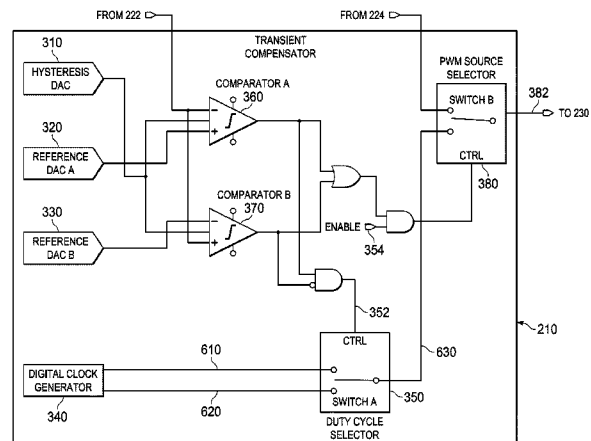 FROM 222
FROM 224
TRANSIENT
COMPENSATOR
310
HYSTERESIS
DAC
COMPARATOR A
360
-
+
PWM SOURCE
SELECTOR
SWITCH B
382
TO 230
CTRL
380
320
REFERENCE
DAC A
330
REFERENCE
DAC B
COMPARATOR B
370
-
+
ENABLE
354
352
CTRL
610
630
210
DIGITAL CLOCK
GENERATOR
340
620
SWITCH A
350
DUTY CYCLE
SELECTOR